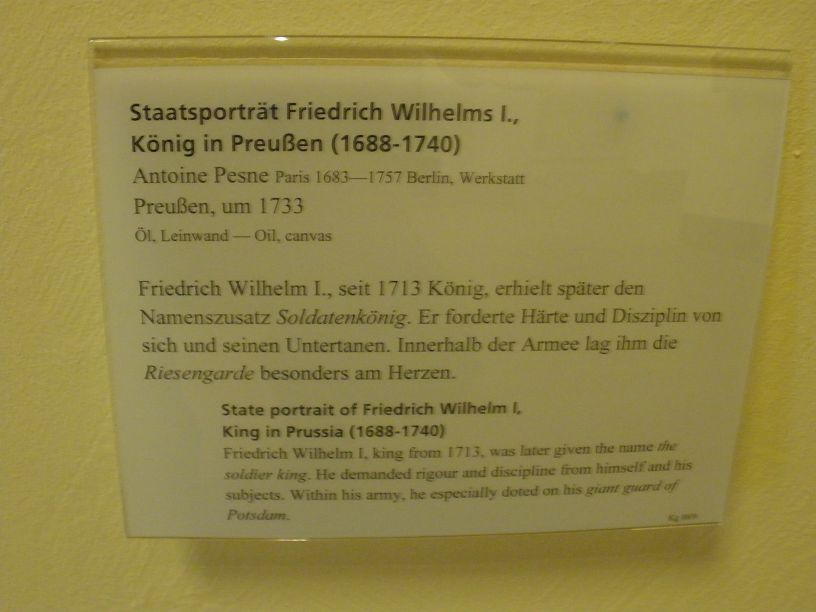 Staatsporträt Friedrich Wilhelms I.,
König in Preußen (1688-1740)
Antoine Pesne Paris 1683—1757 Berlin, Werkstatt
Preußen, um 1733
Öl, Leinwand — Oil, canvas
Friedrich Wilhelm I., seit 1713 König, erhielt später den
Namenszusatz Soldatenkönig. Er forderte Härte und Disziplin von
sich und seinen Untertanen. Innerhalb der Armee lag ihm die
Riesengarde besonders am Herzen.
State portrait of Friedrich Wilhelm I,
King in Prussia (1688-1740)
Friedrich Wilhelm I, king from 1713, was later given the name the
soldier king. He demanded rigour and discipline from himself and his
subjects. Within his army, he especially doted on his giant guard of
Potsdam.
Kg